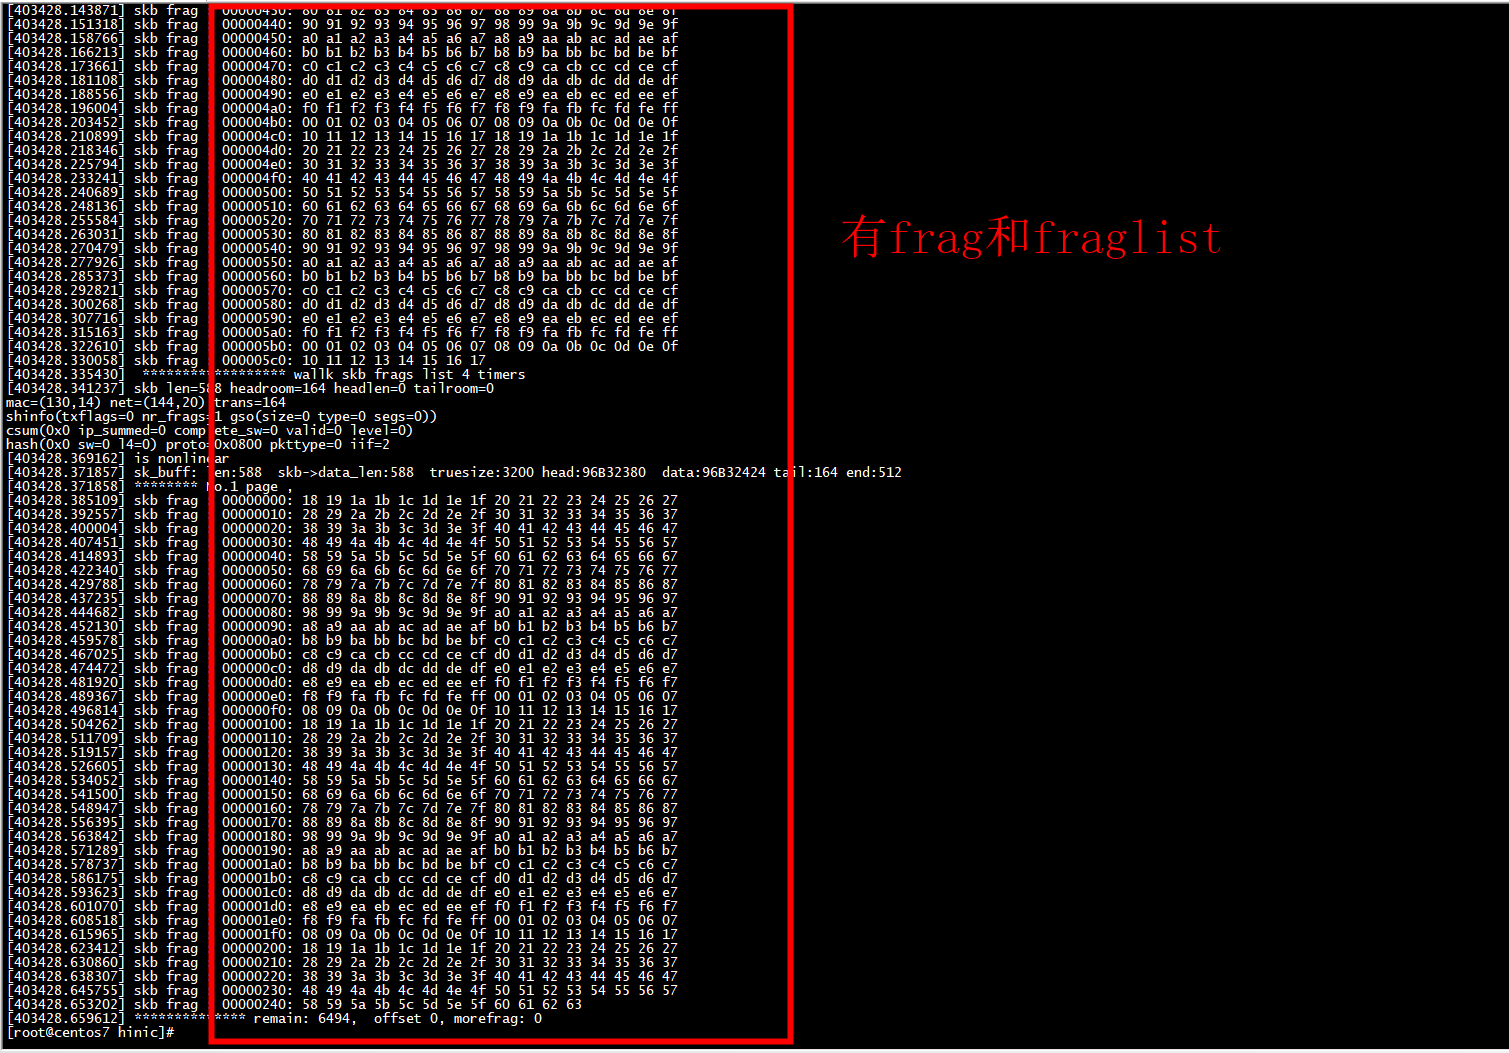 [403428.143871] skb frag   00000430: 80 81 82 83 84 85 86 87 88 89 8a 8b 8c 8d 8e 8f
[403428.151318] skb frag   00000440: 90 91 92 93 94 95 96 97 98 99 9a 9b 9c 9d 9e 9f
[403428.158766] skb frag   00000450: a0 a1 a2 a3 a4 a5 a6 a7 a8 a9 aa ab ac ad ae af
[403428.166213] skb frag   00000460: b0 b1 b2 b3 b4 b5 b6 b7 b8 b9 ba bb bc bd be bf
[403428.173661] skb frag   00000470: c0 c1 c2 c3 c4 c5 c6 c7 c8 c9 ca cb cc cd ce cf
[403428.181108] skb frag   00000480: d0 d1 d2 d3 d4 d5 d6 d7 d8 d9 da db dc dd de df
[403428.188556] skb frag   00000490: e0 e1 e2 e3 e4 e5 e6 e7 e8 e9 ea eb ec ed ee ef
[403428.196004] skb frag   000004a0: f0 f1 f2 f3 f4 f5 f6 f7 f8 f9 fa fb fc fd fe ff
[403428.203452] skb frag   000004b0: 00 01 02 03 04 05 06 07 08 09 0a 0b 0c 0d 0e 0f
[403428.210899] skb frag   000004c0: 10 11 12 13 14 15 16 17 18 19 1a 1b 1c 1d 1e 1f
[403428.218346] skb frag   000004d0: 20 21 22 23 24 25 26 27 28 29 2a 2b 2c 2d 2e 2f
[403428.225794] skb frag   000004e0: 30 31 32 33 34 35 36 37 38 39 3a 3b 3c 3d 3e 3f
[403428.233241] skb frag   000004f0: 40 41 42 43 44 45 46 47 48 49 4a 4b 4c 4d 4e 4f
[403428.240689] skb frag   00000500: 50 51 52 53 54 55 56 57 58 59 5a 5b 5c 5d 5e 5f
[403428.248136] skb frag   00000510: 60 61 62 63 64 65 66 67 68 69 6a 6b 6c 6d 6e 6f
[403428.255584] skb frag   00000520: 70 71 72 73 74 75 76 77 78 79 7a 7b 7c 7d 7e 7f
有frag和fraglist
[403428.263031] skb frag   00000530: 80 81 82 83 84 85 86 87 88 89 8a 8b 8c 8d 8e 8f
[403428.270479] skb frag   00000540: 90 91 92 93 94 95 96 97 98 99 9a 9b 9c 9d 9e 9f
[403428.277926] skb frag   00000550: a0 a1 a2 a3 a4 a5 a6 a7 a8 a9 aa ab ac ad ae af
[403428.285373] skb frag   00000560: b0 b1 b2 b3 b4 b5 b6 b7 b8 b9 ba bb bc bd be bf
[403428.292821] skb frag   00000570: c0 c1 c2 c3 c4 c5 c6 c7 c8 c9 ca cb cc cd ce cf
[403428.300268] skb frag   00000580: d0 d1 d2 d3 d4 d5 d6 d7 d8 d9 da db dc dd de df
[403428.307716] skb frag   00000590: e0 e1 e2 e3 e4 e5 e6 e7 e8 e9 ea eb ec ed ee ef
[403428.315163] skb frag   000005a0: f0 f1 f2 f3 f4 f5 f6 f7 f8 f9 fa fb fc fd fe ff
[403428.322610] skb frag   000005b0: 00 01 02 03 04 05 06 07 08 09 0a 0b 0c 0d 0e 0f
[403428.330058] skb frag   000005c0: 10 11 12 13 14 15 16 17
[403428.335430]  ****************** wallk skb frags list 4 timers
[403428.341237] skb len=588 headroom=164 headlen=0 tailroom=0
mac=(130,14) net=(144,20) trans=164
shinfo(txflags=0 nr_frags=1 gso(size=0 type=0 segs=0))
csum(0x0 ip_summed=0 complete_sw=0 valid=0 level=0)
hash(0x0 sw=0 l4=0) proto=0x0800 pkttype=0 iif=2
[403428.369162] is nonlinear
[403428.371857] sk_buff: len:588  skb->data_len:588  truesize:3200 head:96B32380  data:96B32424 tail:164 end:512
[403428.371858] ******** No.1 page ,
[403428.385109] skb frag   00000000: 18 19 1a 1b 1c 1d 1e 1f 20 21 22 23 24 25 26 27
[403428.392557] skb frag   00000010: 28 29 2a 2b 2c 2d 2e 2f 30 31 32 33 34 35 36 37
[403428.400004] skb frag   00000020: 38 39 3a 3b 3c 3d 3e 3f 40 41 42 43 44 45 46 47
[403428.407451] skb frag   00000030: 48 49 4a 4b 4c 4d 4e 4f 50 51 52 53 54 55 56 57
[403428.414893] skb frag   00000040: 58 59 5a 5b 5c 5d 5e 5f 60 61 62 63 64 65 66 67
[403428.422340] skb frag   00000050: 68 69 6a 6b 6c 6d 6e 6f 70 71 72 73 74 75 76 77
[403428.429788] skb frag   00000060: 78 79 7a 7b 7c 7d 7e 7f 80 81 82 83 84 85 86 87
[403428.437235] skb frag   00000070: 88 89 8a 8b 8c 8d 8e 8f 90 91 92 93 94 95 96 97
[403428.444682] skb frag   00000080: 98 99 9a 9b 9c 9d 9e 9f a0 a1 a2 a3 a4 a5 a6 a7
[403428.452130] skb frag   00000090: a8 a9 aa ab ac ad ae af b0 b1 b2 b3 b4 b5 b6 b7
[403428.459578] skb frag   000000a0: b8 b9 ba bb bc bd be bf c0 c1 c2 c3 c4 c5 c6 c7
[403428.467025] skb frag   000000b0: c8 c9 ca cb cc cd ce cf d0 d1 d2 d3 d4 d5 d6 d7
[403428.474472] skb frag   000000c0: d8 d9 da db dc dd de df e0 e1 e2 e3 e4 e5 e6 e7
[403428.481920] skb frag   000000d0: e8 e9 ea eb ec ed ee ef f0 f1 f2 f3 f4 f5 f6 f7
[403428.489367] skb frag   000000e0: f8 f9 fa fb fc fd fe ff 00 01 02 03 04 05 06 07
[403428.496814] skb frag   000000f0: 08 09 0a 0b 0c 0d 0e 0f 10 11 12 13 14 15 16 17
[403428.504262] skb frag   00000100: 18 19 1a 1b 1c 1d 1e 1f 20 21 22 23 24 25 26 27
[403428.511709] skb frag   00000110: 28 29 2a 2b 2c 2d 2e 2f 30 31 32 33 34 35 36 37
[403428.519157] skb frag   00000120: 38 39 3a 3b 3c 3d 3e 3f 40 41 42 43 44 45 46 47
[403428.526605] skb frag   00000130: 48 49 4a 4b 4c 4d 4e 4f 50 51 52 53 54 55 56 57
[403428.534052] skb frag   00000140: 58 59 5a 5b 5c 5d 5e 5f 60 61 62 63 64 65 66 67
[403428.541500] skb frag   00000150: 68 69 6a 6b 6c 6d 6e 6f 70 71 72 73 74 75 76 77
[403428.548947] skb frag   00000160: 78 79 7a 7b 7c 7d 7e 7f 80 81 82 83 84 85 86 87
[403428.556395] skb frag   00000170: 88 89 8a 8b 8c 8d 8e 8f 90 91 92 93 94 95 96 97
[403428.563842] skb frag   00000180: 98 99 9a 9b 9c 9d 9e 9f a0 a1 a2 a3 a4 a5 a6 a7
[403428.571289] skb frag   00000190: a8 a9 aa ab ac ad ae af b0 b1 b2 b3 b4 b5 b6 b7
[403428.578737] skb frag   000001a0: b8 b9 ba bb bc bd be bf c0 c1 c2 c3 c4 c5 c6 c7
[403428.586175] skb frag   000001b0: c8 c9 ca cb cc cd ce cf d0 d1 d2 d3 d4 d5 d6 d7
[403428.593623] skb frag   000001c0: d8 d9 da db dc dd de df e0 e1 e2 e3 e4 e5 e6 e7
[403428.601070] skb frag   000001d0: e8 e9 ea eb ec ed ee ef f0 f1 f2 f3 f4 f5 f6 f7
[403428.608518] skb frag   000001e0: f8 f9 fa fb fc fd fe ff 00 01 02 03 04 05 06 07
[403428.615965] skb frag   000001f0: 08 09 0a 0b 0c 0d 0e 0f 10 11 12 13 14 15 16 17
[403428.623412] skb frag   00000200: 18 19 1a 1b 1c 1d 1e 1f 20 21 22 23 24 25 26 27
[403428.630860] skb frag   00000210: 28 29 2a 2b 2c 2d 2e 2f 30 31 32 33 34 35 36 37
[403428.638307] skb frag   00000220: 38 39 3a 3b 3c 3d 3e 3f 40 41 42 43 44 45 46 47
[403428.645755] skb frag   00000230: 48 49 4a 4b 4c 4d 4e 4f 50 51 52 53 54 55 56 57
[403428.653202] skb frag   00000240: 58 59 5a 5b 5c 5d 5e 5f 60 61 62 63
[403428.659612] ************** remain: 6494,  offset 0, morefrag: 0
[root@centos7 hinic]#